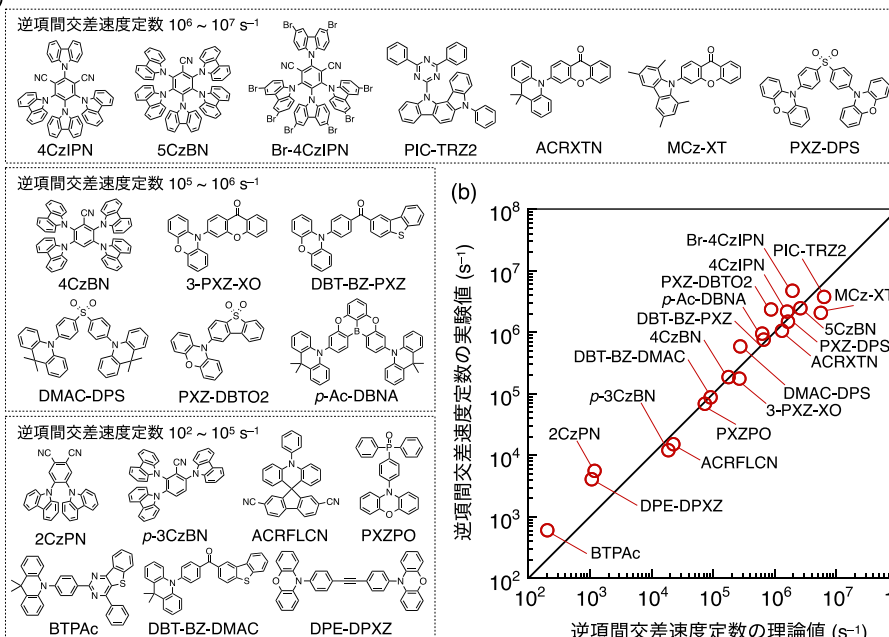 )
逆項間交差速度定数 10⁶ ~ 10⁷ s⁻¹
4CzIPN
5CzBN
Br-4CzIPN
PIC-TRZ2
ACRXTN
MCz-XT
PXZ-DPS
逆項間交差速度定数 10⁵ ~ 10⁶ s⁻¹
4CzBN
3-PXZ-XO
DBT-BZ-PXZ
DMAC-DPS
PXZ-DBTO2
p-Ac-DBNA
逆項間交差速度定数 10² ~ 10⁵ s⁻¹
2CzPN
p-3CzBN
ACRFLCN
PXZPO
BTPAc
DBT-BZ-DMAC
DPE-DPXZ
(b)
逆項間交差速度定数の実験値 (s⁻¹)
10⁸
10⁷
10⁶
10⁵
10⁴
10³
10²
Br-4CzIPN
PIC-TRZ2
4CzIPN
PXZ-DBTO2
MCz-XT
p-Ac-DBNA
DBT-BZ-PXZ
5CzBN
4CzBN
PXZ-DPS
DBT-BZ-DMAC
ACRXTN
DMAC-DPS
p-3CzBN
3-PXZ-XO
PXZPO
2CzPN
ACRFLCN
DPE-DPXZ
BTPAc
10² 10³ 10⁴ 10⁵ 10⁶ 10⁷
逆項間交差速度定数の理論値 (s⁻¹)